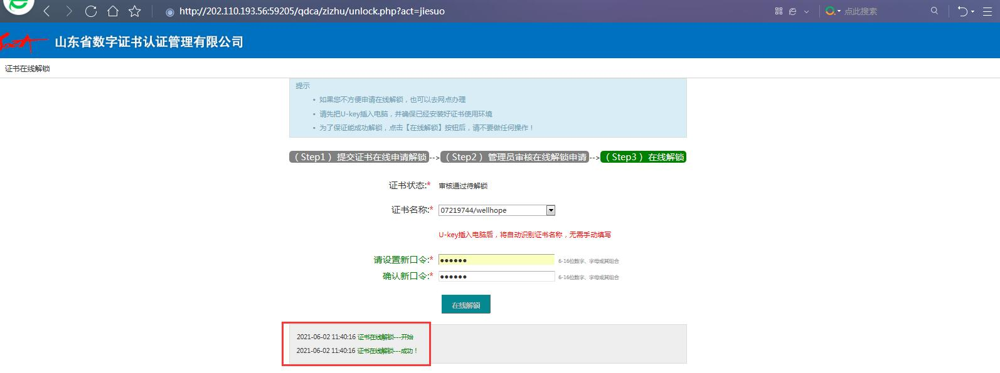 http://202.110.193.56:59205/qdca/zizhu/unlock.php?act=jiesuo
点此搜索
山东省数字证书认证管理有限公司
证书在线解锁
提示
• 如果您不方便申请在线解锁，也可以去网点办理
• 请先把U-key插入电脑，并确保已经安装好证书使用环境
• 为了保证能成功解锁，点击【在线解锁】按钮后，请不要做任何操作！
（Step1）提交证书在线申请解锁-->（Step2）管理员审核在线解锁申请-->（Step3）在线解锁
证书状态:* 审核通过待解锁
证书名称:* 07219744/wellhope
U-key插入电脑后，将自动识别证书名称，无需手动填写
请设置新口令:* ●●●●●● 6-16位数字、字母或其组合
确认新口令:* ●●●●●● 6-16位数字、字母或其组合
在线解锁
2021-06-02 11:40:16 证书在线解锁---开始
2021-06-02 11:40:16 证书在线解锁---成功！